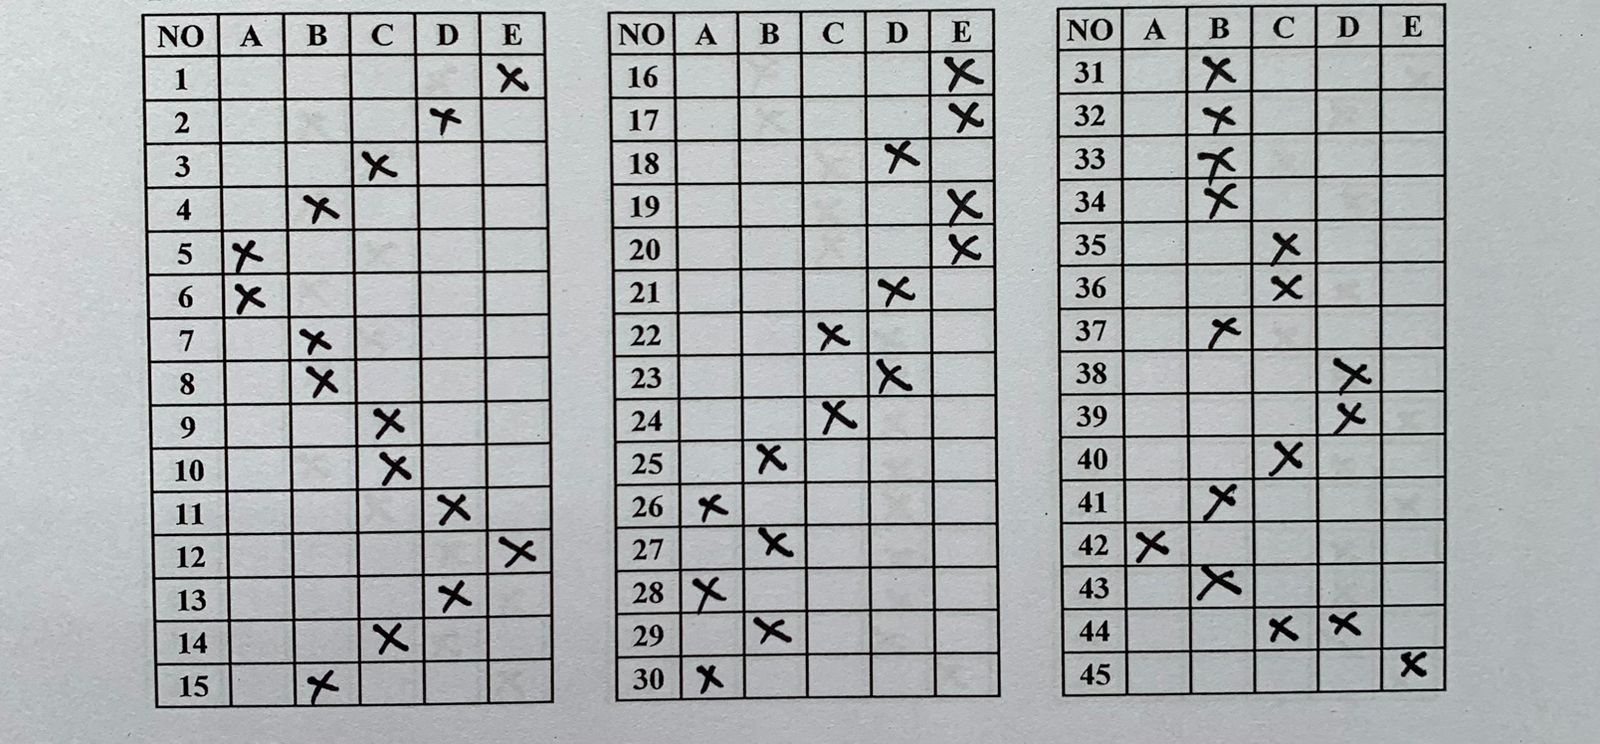 NO A B C D E
1 X
2 X
3 X
4 X
5 X
6 X
7 X
8 X
9 X
10 X
11 X
12 X
13 X
14 X
15 X
NO A B C D E
16 X
17 X
18 X
19 X
20 X
21 X
22 X
23 X
24 X
25 X
26 X
27 X
28 X
29 X
30 X
NO A B C D E
31 X
32 X
33 X
34 X
35 X
36 X
37 X
38 X
39 X
40 X
41 X
42 X
43 X
44 X X
45 X